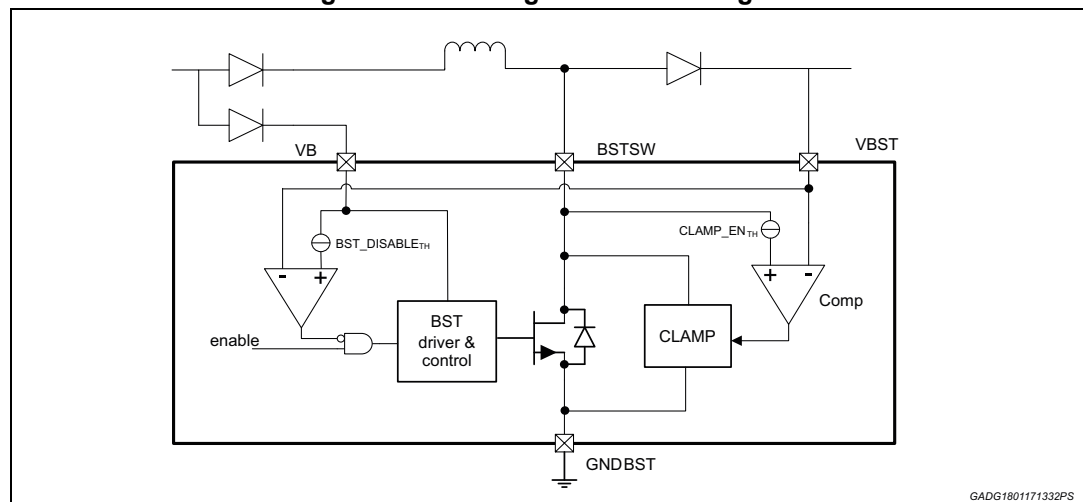 VB
BSTSW
VBST
BST_DISABLETH
CLAMP_ENTH
- +
+ -
Comp
enable
BST
driver &
control
CLAMP
GNDBST
GADG1801171332PS